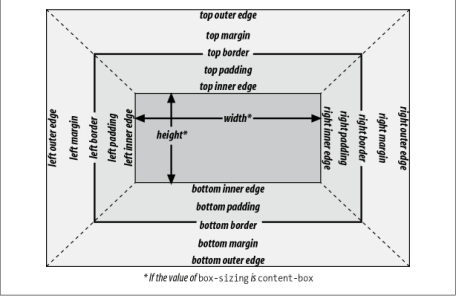 top outer edge
top margin
top border
top padding
top inner edge
left outer edge
left margin
left border
left padding
left inner edge
width*
height*
right inner edge
right padding
right border
right margin
right outer edge
bottom inner edge
bottom padding
bottom border
bottom margin
bottom outer edge
* If the value of box-sizing is content-box